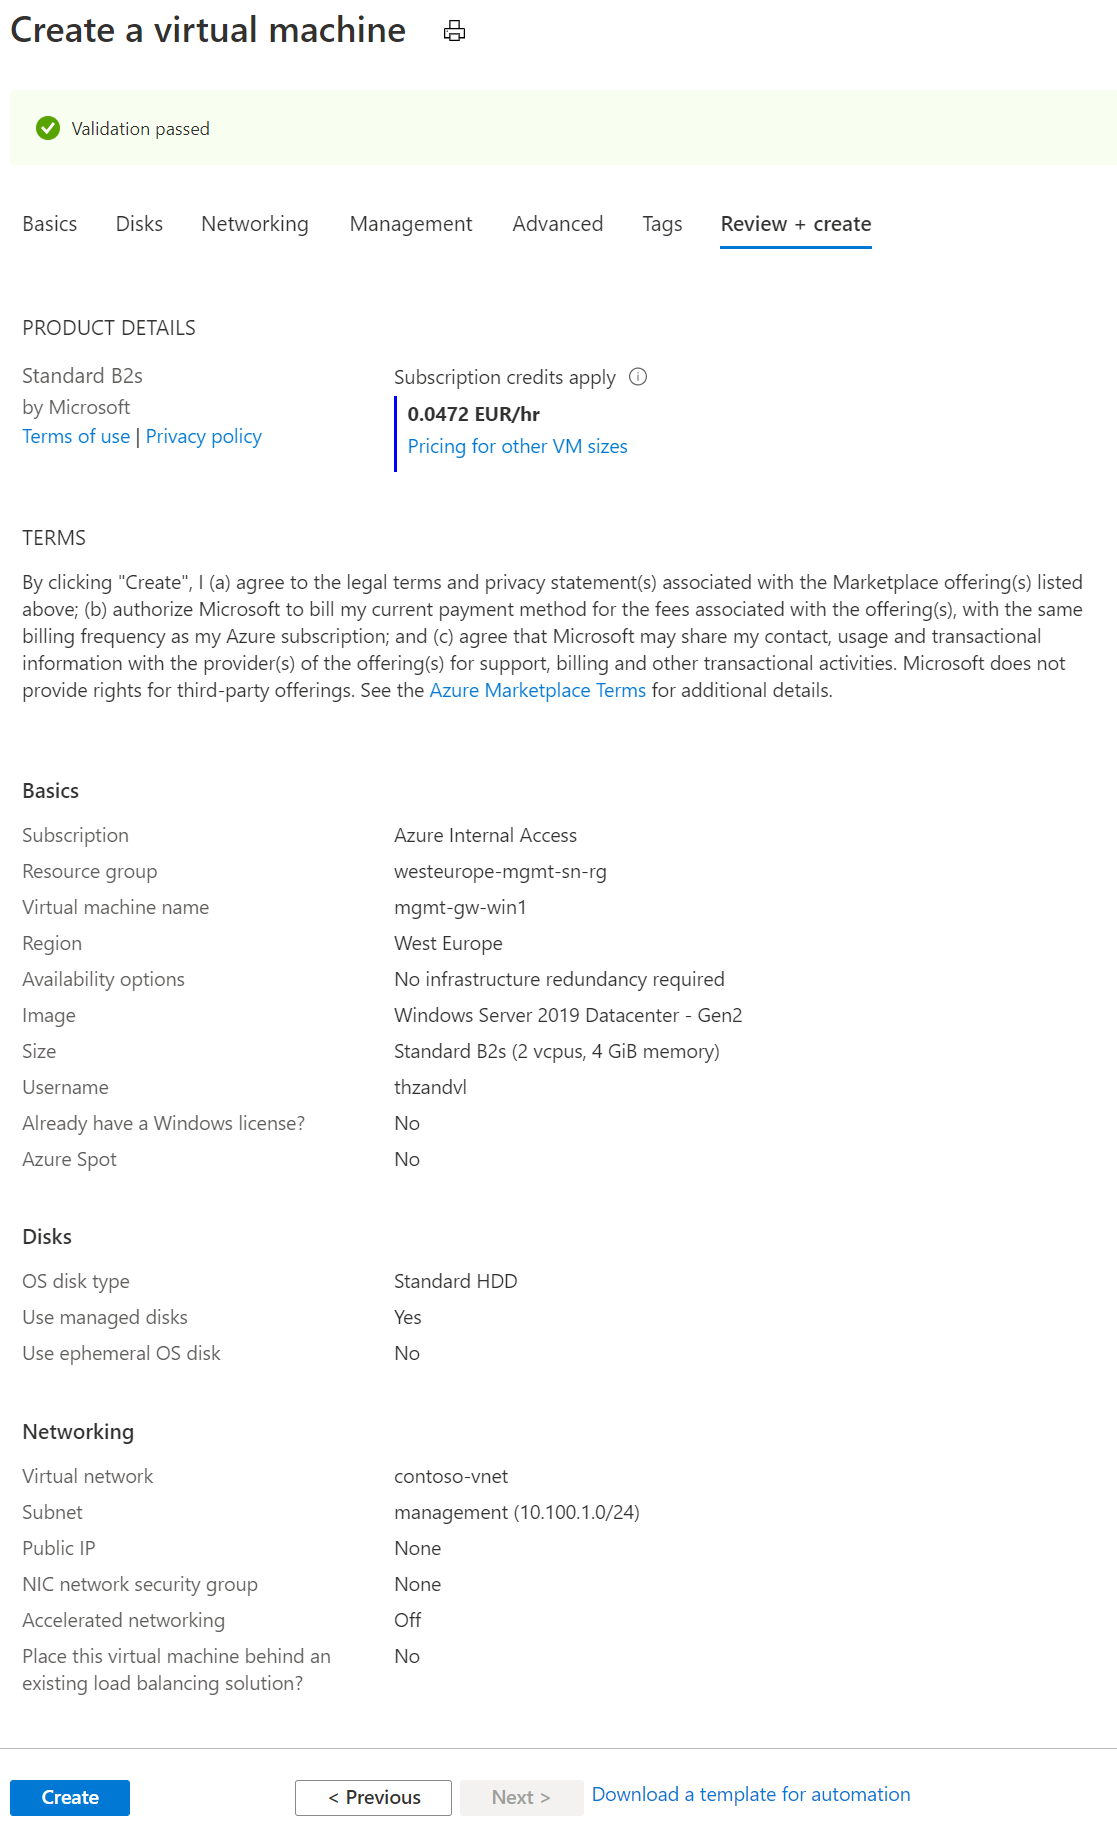 Create a virtual machine
Validation passed
Basics Disks Networking Management Advanced Tags Review + create
PRODUCT DETAILS
Standard B2s
by Microsoft
Terms of use | Privacy policy
Subscription credits apply
0.0472 EUR/hr
Pricing for other VM sizes
TERMS
By clicking "Create", I (a) agree to the legal terms and privacy statement(s) associated with the Marketplace offering(s) listed
above; (b) authorize Microsoft to bill my current payment method for the fees associated with the offering(s), with the same
billing frequency as my Azure subscription; and (c) agree that Microsoft may share my contact, usage and transactional
information with the provider(s) of the offering(s) for support, billing and other transactional activities. Microsoft does not
provide rights for third-party offerings. See the Azure Marketplace Terms for additional details.
Basics
Subscription Azure Internal Access
Resource group westeurope-mgmt-sn-rg
Virtual machine name mgmt-gw-win1
Region West Europe
Availability options No infrastructure redundancy required
Image Windows Server 2019 Datacenter - Gen2
Size Standard B2s (2 vcpus, 4 GiB memory)
Username thzandvl
Already have a Windows license? No
Azure Spot No
Disks
OS disk type Standard HDD
Use managed disks Yes
Use ephemeral OS disk No
Networking
Virtual network contoso-vnet
Subnet management (10.100.1.0/24)
Public IP None
NIC network security group None
Accelerated networking Off
Place this virtual machine behind an No
existing load balancing solution?
Create < Previous Next > Download a template for automation